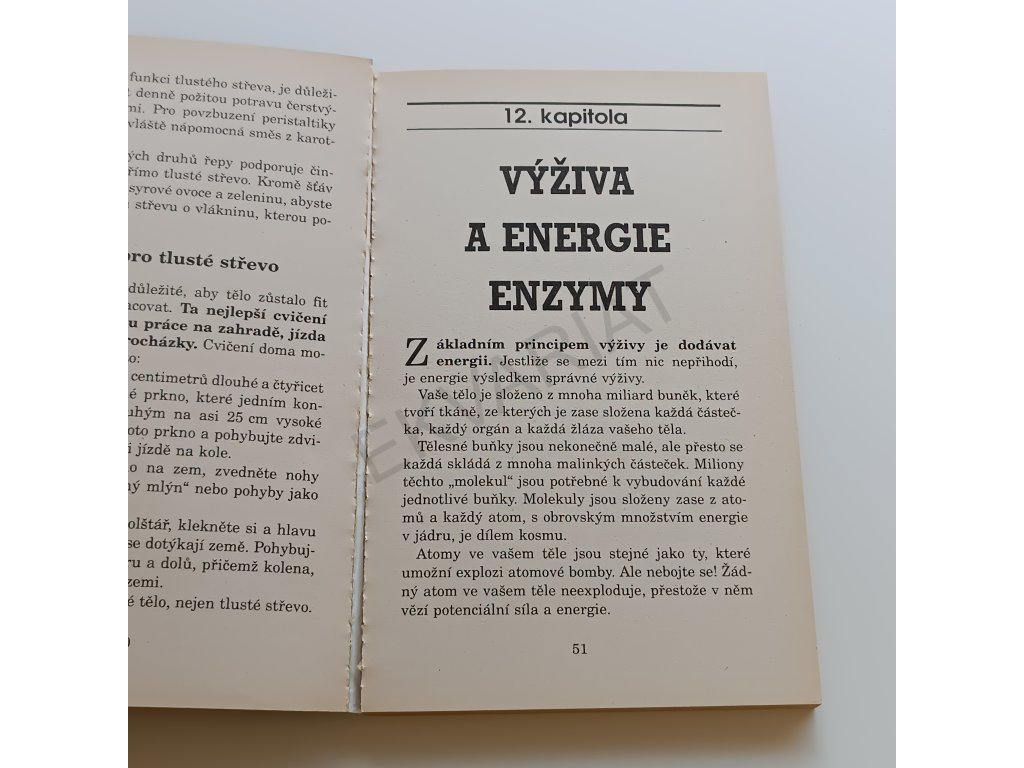 funkci tlustého střeva, je důleži-
denně požitou potravu čerstvý-
mi. Pro povzbuzení peristaltiky
vláště nápomocná směs z karot-
ých druhů řepy podporuje čin-
římo tlusté střevo. Kromě šťáv
syrové ovoce a zeleninu, abyste
střevu o vlákninu, kterou po-
pro tlusté střevo
důležité, aby tělo zůstalo fit
acovat. Ta nejlepší cvičení
u práce na zahradě, jízda
rocházky. Cvičení doma mo-
o:
centimetrů dlouhé a čtyřicet
é prkno, které jedním kon-
uhým na asi 25 cm vysoké
oto prkno a pohybujte zdvi-
i jízdě na kole.
o na zem, zvedněte nohy
ný mlýn“ nebo pohyby jako
olštář, klekněte si a hlavu
se dotýkají země. Pohybuj-
ru a dolů, přičemž kolena,
zemi.
é tělo, nejen tlusté střevo.
12. kapitola
VÝŽIVA
A ENERGIE
ENZYMY
Základním principem výživy je dodávat
energii. Jestliže se mezi tím nic nepřihodí,
je energie výsledkem správné výživy.
Vaše tělo je složeno z mnoha miliard buněk, které
tvoří tkáně, ze kterých je zase složena každá částeč-
ka, každý orgán a každá žláza vašeho těla.
Tělesné buňky jsou nekonečně malé, ale přesto se
každá skládá z mnoha malinkých částeček. Miliony
těchto „molekul“ jsou potřebné k vybudování každé
jednotlivé buňky. Molekuly jsou složeny zase z ato-
mů a každý atom, s obrovským množstvím energie
v jádru, je dílem kosmu.
Atomy ve vašem těle jsou stejné jako ty, které
umožní explozi atomové bomby. Ale nebojte se! Žád-
ný atom ve vašem těle neexploduje, přestože v něm
vězí potenciální síla a energie.
51
EKVARIAT